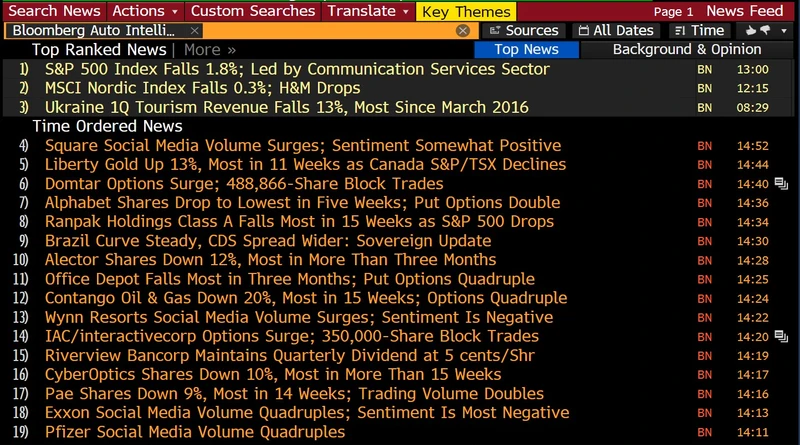 Search News Actions Custom Searches Translate Key Themes Page 1 News Feed
Bloomberg Auto Intelli... × Sources All Dates Time
Top Ranked News | More » Top News Background & Opinion
1) S&P 500 Index Falls 1.8%; Led by Communication Services Sector BN 13:00
2) MSCI Nordic Index Falls 0.3%; H&M Drops BN 12:15
3) Ukraine 1Q Tourism Revenue Falls 13%, Most Since March 2016 BN 08:29
Time Ordered News
4) Square Social Media Volume Surges; Sentiment Somewhat Positive BN 14:52
5) Liberty Gold Up 13%, Most in 11 Weeks as Canada S&P/TSX Declines BN 14:44
6) Domtar Options Surge; 488,866-Share Block Trades BN 14:40
7) Alphabet Shares Drop to Lowest in Five Weeks; Put Options Double BN 14:36
8) Ranpak Holdings Class A Falls Most in 15 Weeks as S&P 500 Drops BN 14:34
9) Brazil Curve Steady, CDS Spread Wider: Sovereign Update BN 14:30
10) Alector Shares Down 12%, Most in More Than Three Months BN 14:28
11) Office Depot Falls Most in Three Months; Put Options Quadruple BN 14:25
12) Contango Oil & Gas Down 20%, Most in 15 Weeks; Options Quadruple BN 14:24
13) Wynn Resorts Social Media Volume Surges; Sentiment Is Negative BN 14:22
14) IAC/interactivecorp Options Surge; 350,000-Share Block Trades BN 14:20
15) Riverview Bancorp Maintains Quarterly Dividend at 5 cents/Shr BN 14:19
16) CyberOptics Shares Down 10%, Most in More Than 15 Weeks BN 14:17
17) Pae Shares Down 9%, Most in 14 Weeks; Trading Volume Doubles BN 14:16
18) Exxon Social Media Volume Quadruples; Sentiment Is Most Negative BN 14:13
19) Pfizer Social Media Volume Quadruples BN 14:11